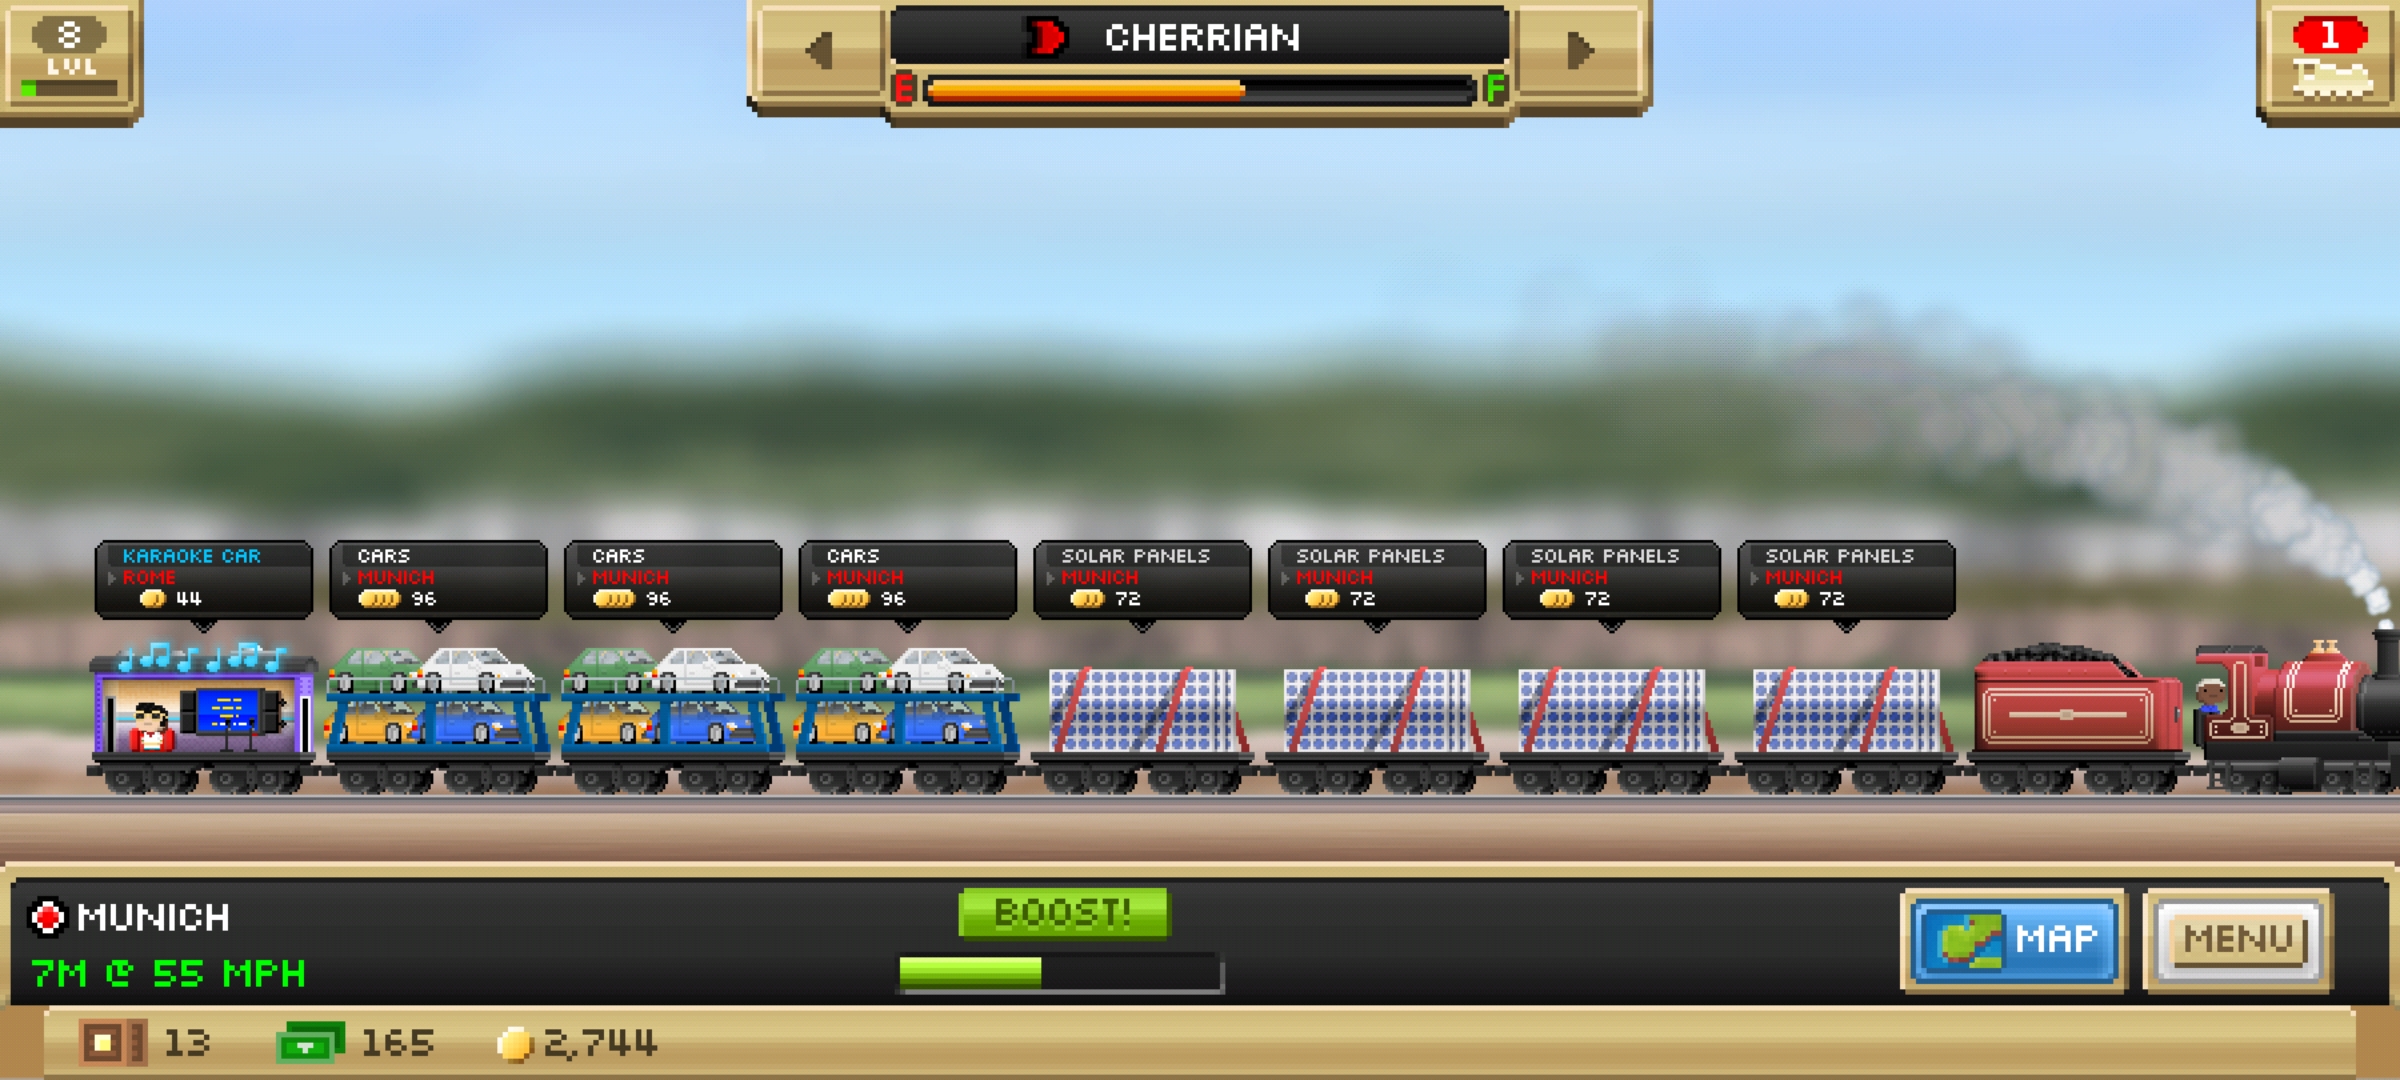 8
LVL
CHERRIAN
E F
1
KARAOKE CAR
ROME
44
CARS
MUNICH
96
CARS
MUNICH
96
CARS
MUNICH
96
SOLAR PANELS
MUNICH
72
SOLAR PANELS
MUNICH
72
SOLAR PANELS
MUNICH
72
SOLAR PANELS
MUNICH
72
MUNICH
7M @ 55 MPH
BOOST!
MAP
MENU
13
165
2,744